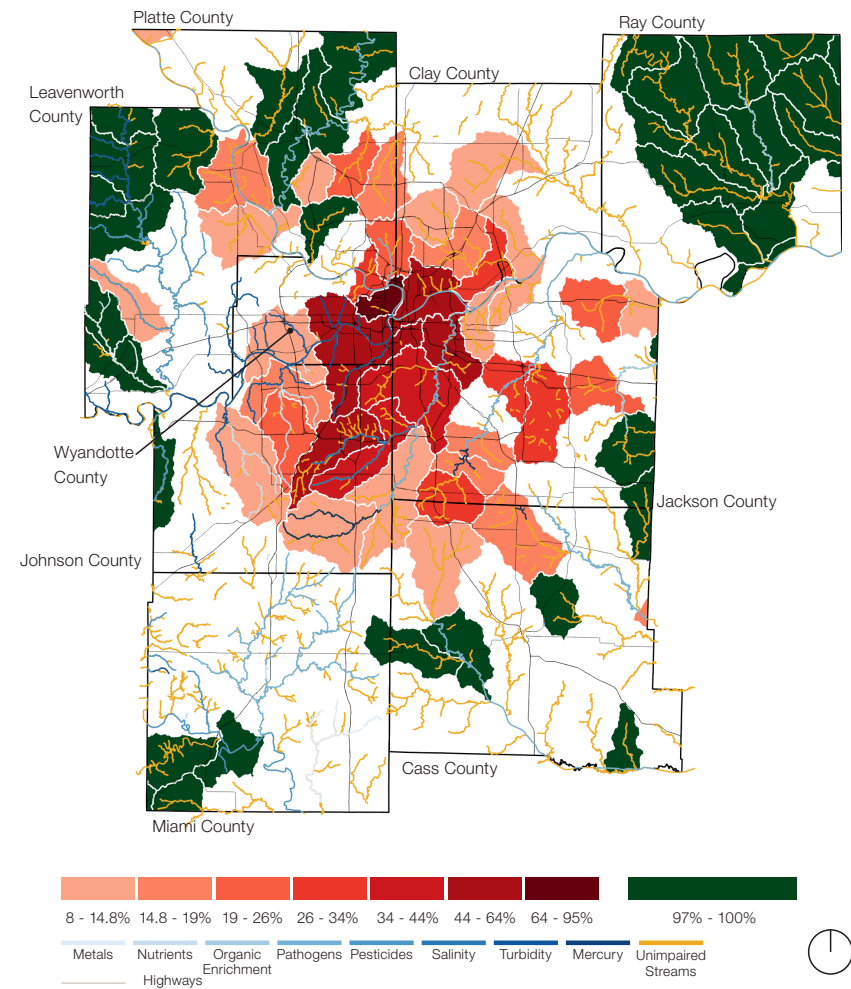 Platte County
Ray County
Clay County
Leavenworth
County
Wyandotte
County
Jackson County
Johnson County
Cass County
Miami County
8 - 14.8% 14.8 - 19% 19 - 26% 26 - 34% 34 - 44% 44 - 64% 64 - 95% 97% - 100%
Metals Nutrients Organic Enrichment Pathogens Pesticides Salinity Turbidity Mercury Unimpaired Streams
Highways